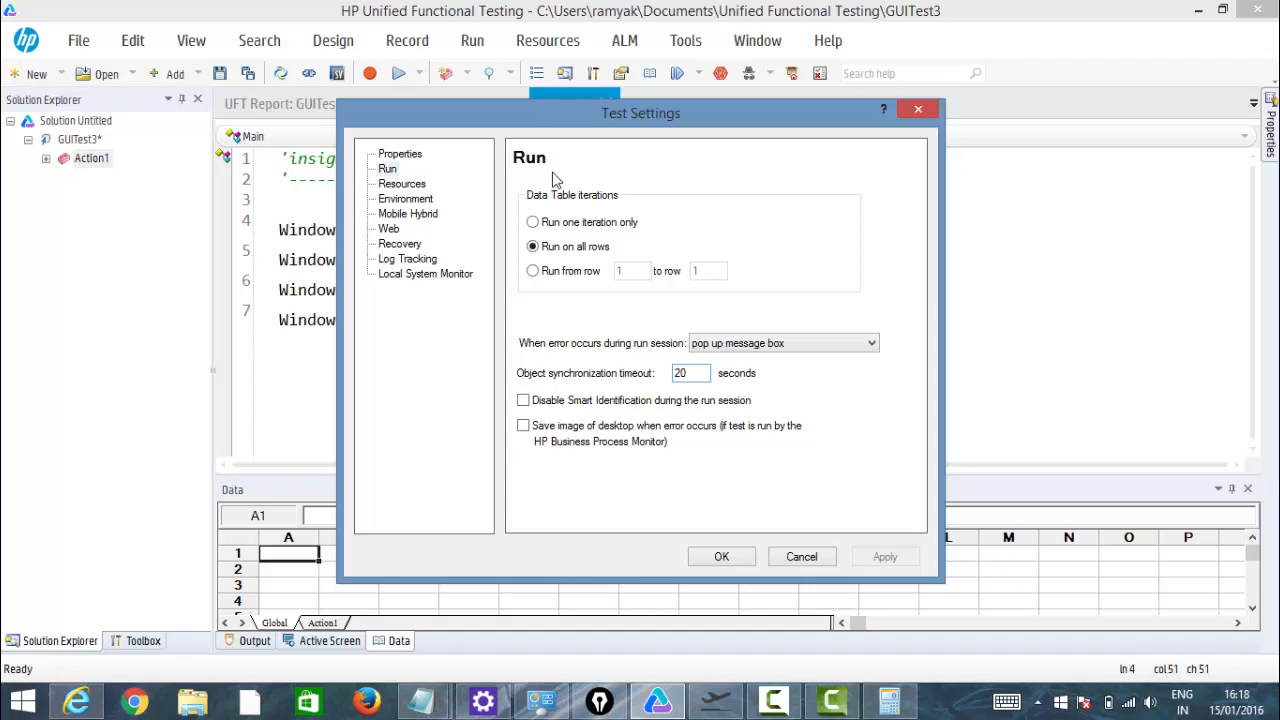 HP Unified Functional Testing - C:\Users\ramyak\Documents\Unified Functional Testing\GUITest3
hp File Edit View Search Design Record Run Resources ALM Tools Window Help
New Open Add Search help
Solution Explorer
UFT Report: GUITes
Test Settings
?
Properties
Solution Untitled
GUITest3*
Action1
Main
1 'insig
2 '-----
4 Window
5 Window
6 Window
7 Window
Properties
Run
Resources
Environment
Mobile Hybrid
Web
Recovery
Log Tracking
Local System Monitor
Run
Data Table iterations
Run one iteration only
Run on all rows
Run from row 1 to row 1
When error occurs during run session: pop up message box
Object synchronization timeout: 20 seconds
Disable Smart Identification during the run session
Save image of desktop when error occurs (if test is run by the
HP Business Process Monitor)
OK Cancel Apply
Data
A1
A L M N O P
1
2
3
4
Global Action1
Solution Explorer Toolbox Output Active Screen Data
Ready ln 4 col 51 ch 51
ENG
IN
16:18
15/01/2016